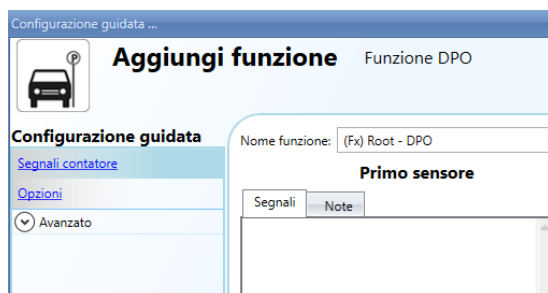 Configurazione guidata ...
P
Aggiungi funzione Funzione DPO
Configurazione guidata
Segnali contatore
Opzioni
Avanzato
Nome funzione: (Fx) Root - DPO
Primo sensore
Segnali Note